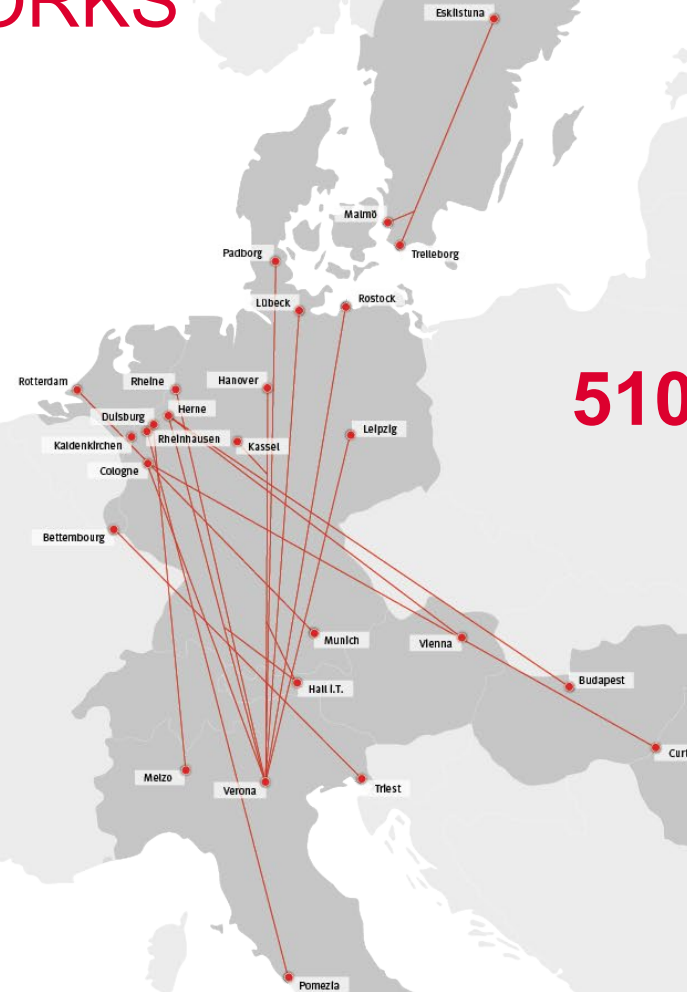 ORKS
Eskilstuna
Malmö
Trelleborg
Padborg
Lübeck
Rostock
Rotterdam
Rheine
Hanover
510
Herne
Duisburg
Leipzig
Kaldenkirchen
Rheinhausen
Kassel
Cologne
Bettembourg
Munich
Vienna
Budapest
Hall i.T.
Curt
Melzo
Verona
Triest
Pomezia